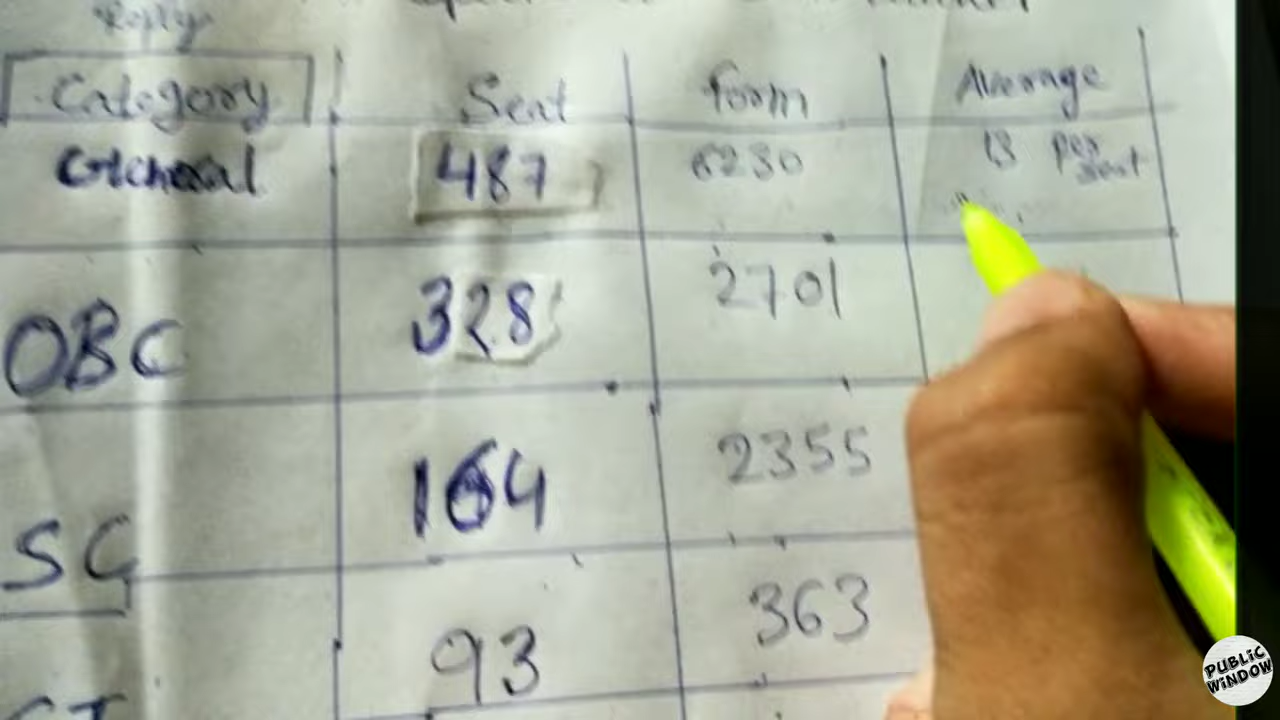 Reply
Category Seat Form Average
General 487 6230 13 per seat
OBC 328 2701
SC 164 2355
93 363
PUBLIC WINDOW